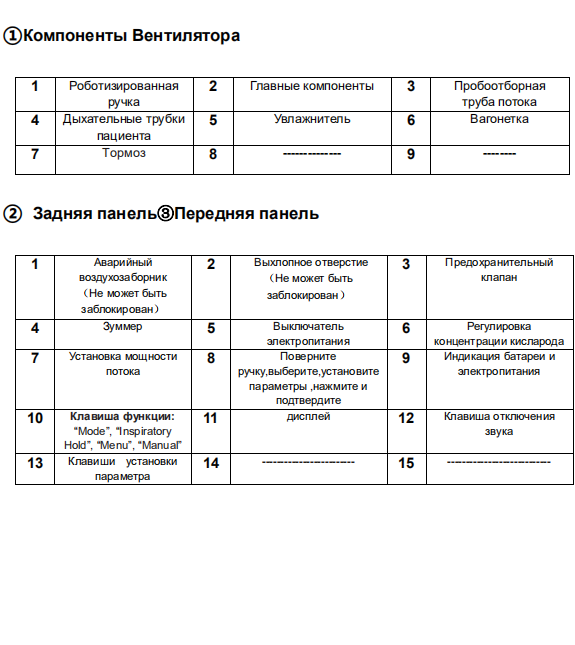 ①Компоненты Вентилятора
1 Роботизированная 2 Главные компоненты 3 Пробоотборная
ручка труба потока
4 Дыхательные трубки 5 Увлажнитель 6 Вагонетка
пациента
7 Тормоз 8 -------------- 9 --------
② Задняя панель⑧Передняя панель
1 Аварийный 2 Выхлопное отверстие 3 Предохранительный
воздухозаборник (Не может быть клапан
(Не может быть заблокирован)
заблокирован)
4 Зуммер 5 Выключатель 6 Регулировка
электропитания концентрации кисларода
7 Установка мощности 8 Поверните 9 Индикация батареи и
потока ручку,выберите,установите электропитания
параметры ,нажмите и
подтвердите
10 Клавиша функции: 11 дисплей 12 Клавиша отключения
“Mode”, “Inspiratory звука
Hold”, “Menu”, “Manual”
13 Клавиши установки 14 ------------------------- 15 ----------------------------
параметра